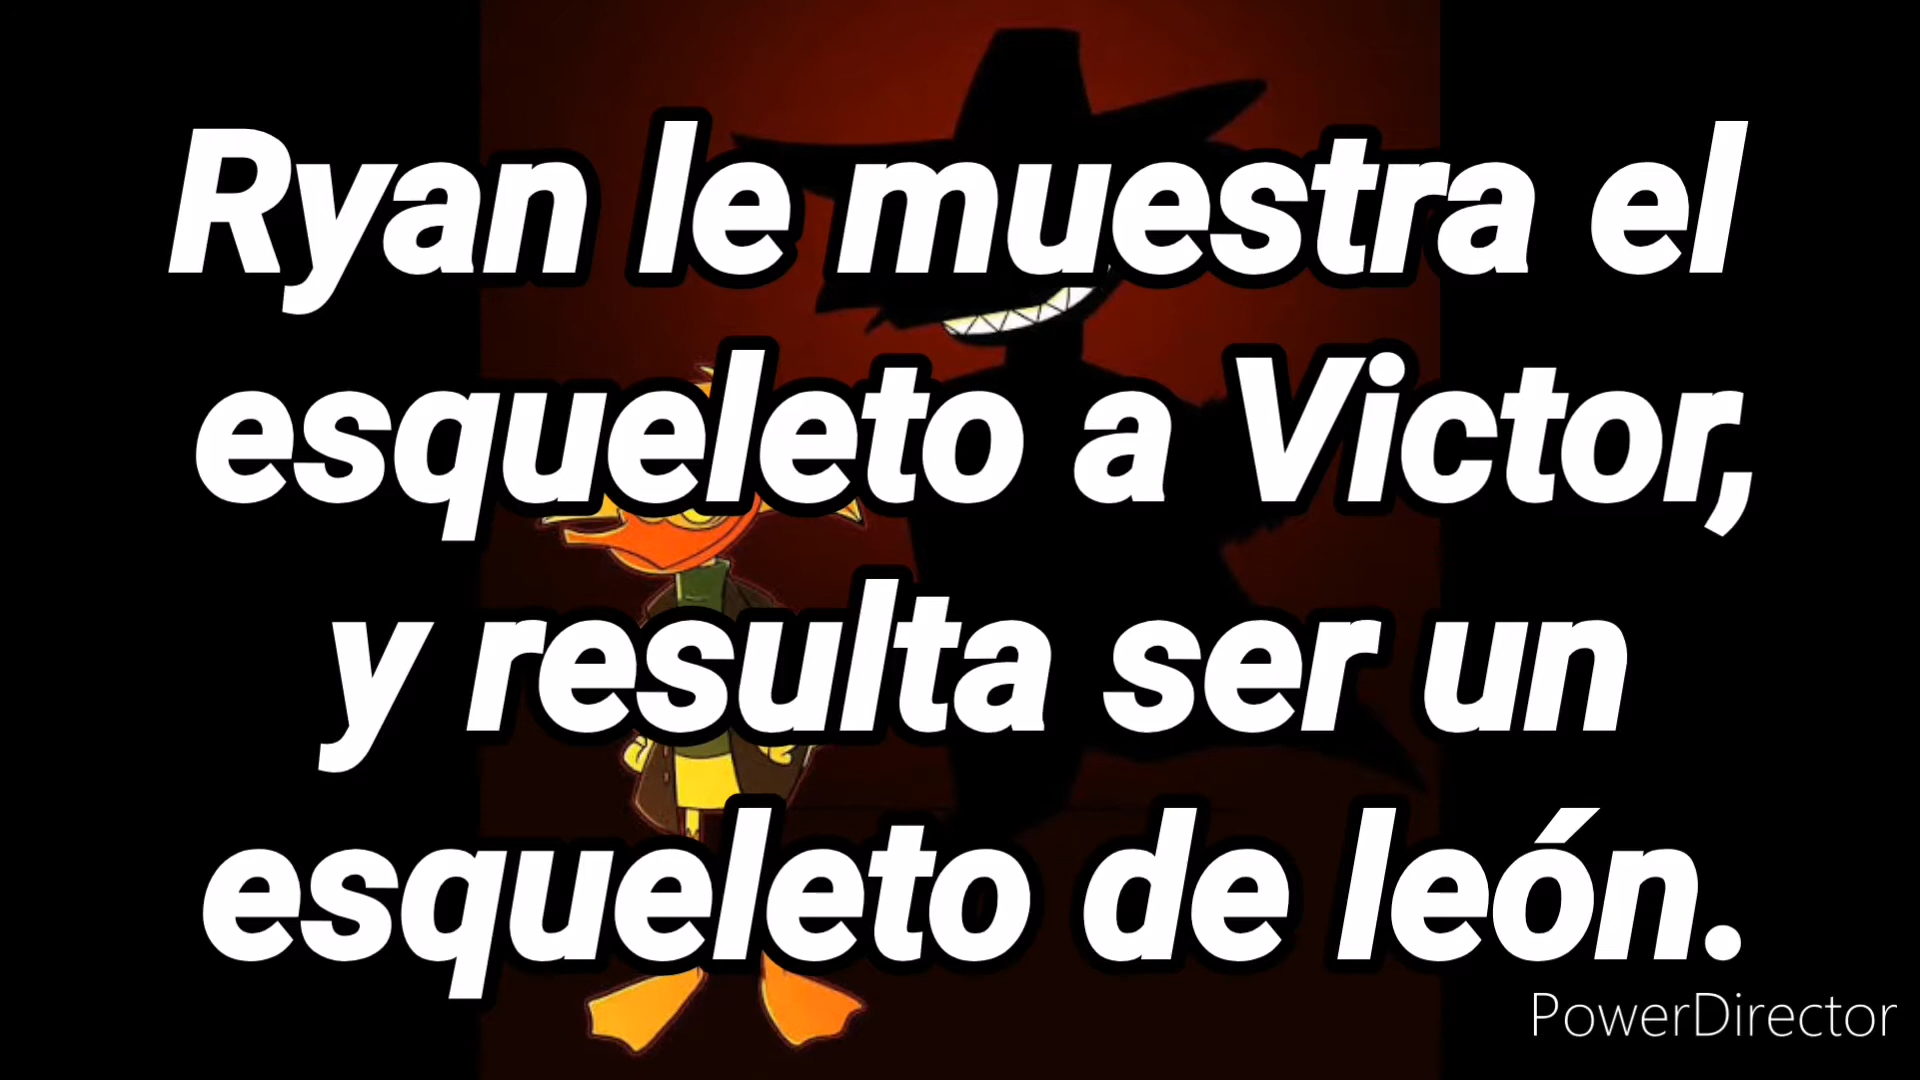 Ryan le muestra el
esqueleto a Victor,
y resulta ser un
esqueleto de león.
PowerDirector